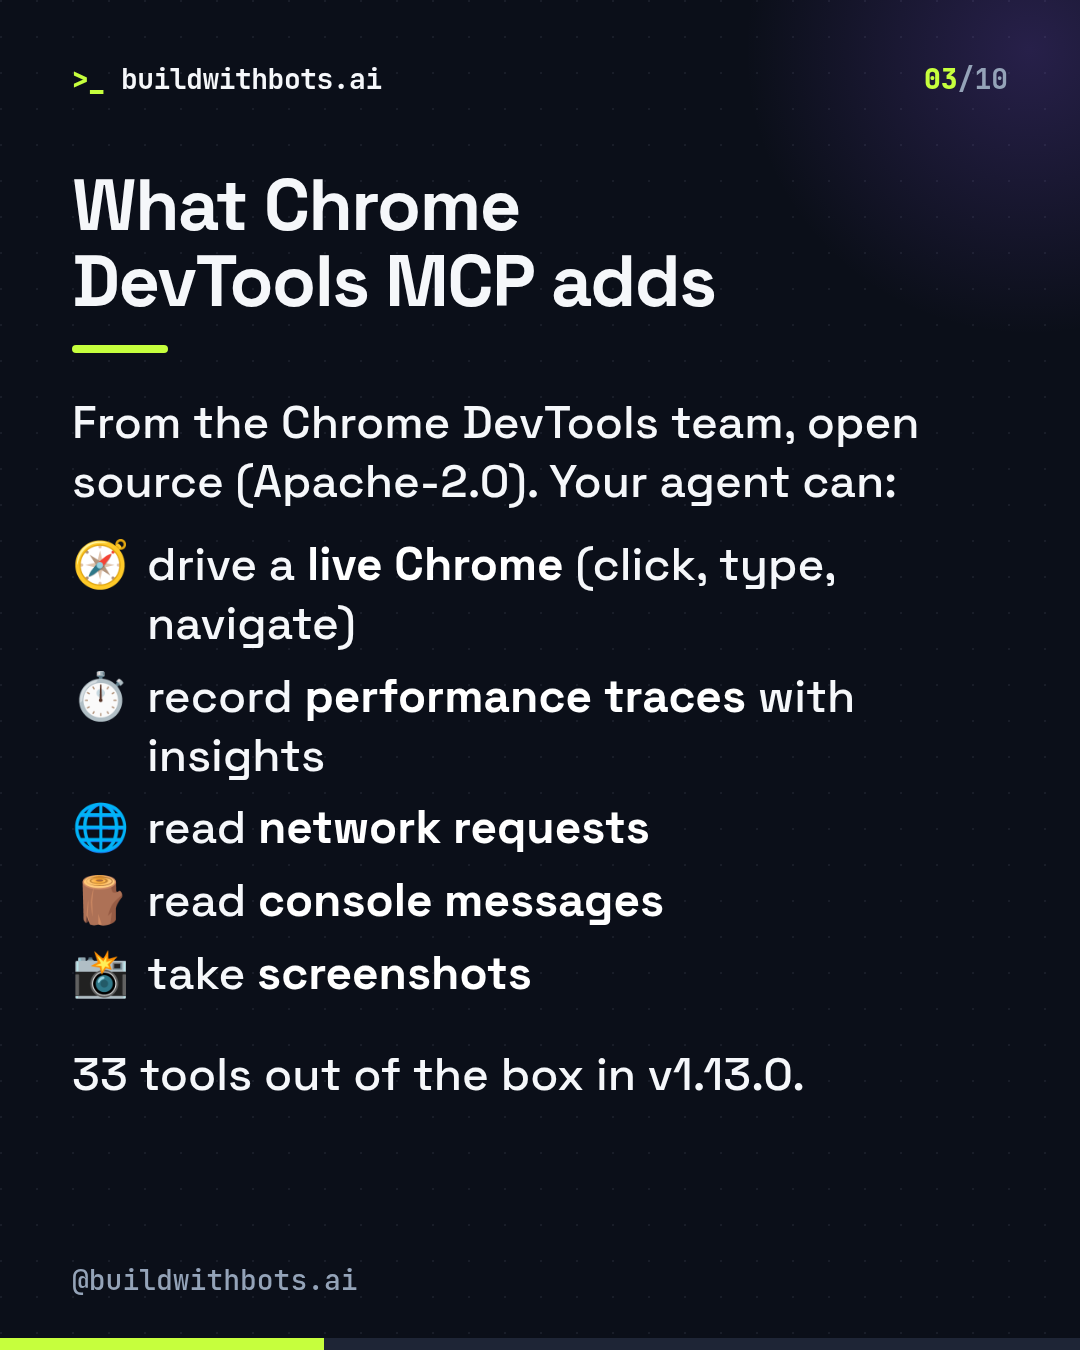 >_ buildwithbots.ai
03/10
What Chrome
DevTools MCP adds
From the Chrome DevTools team, open
source (Apache-2.0). Your agent can:
🧭 drive a live Chrome (click, type,
navigate)
⏱️ record performance traces with
insights
🌐 read network requests
🪵 read console messages
📸 take screenshots
33 tools out of the box in v1.13.0.
@buildwithbots.ai